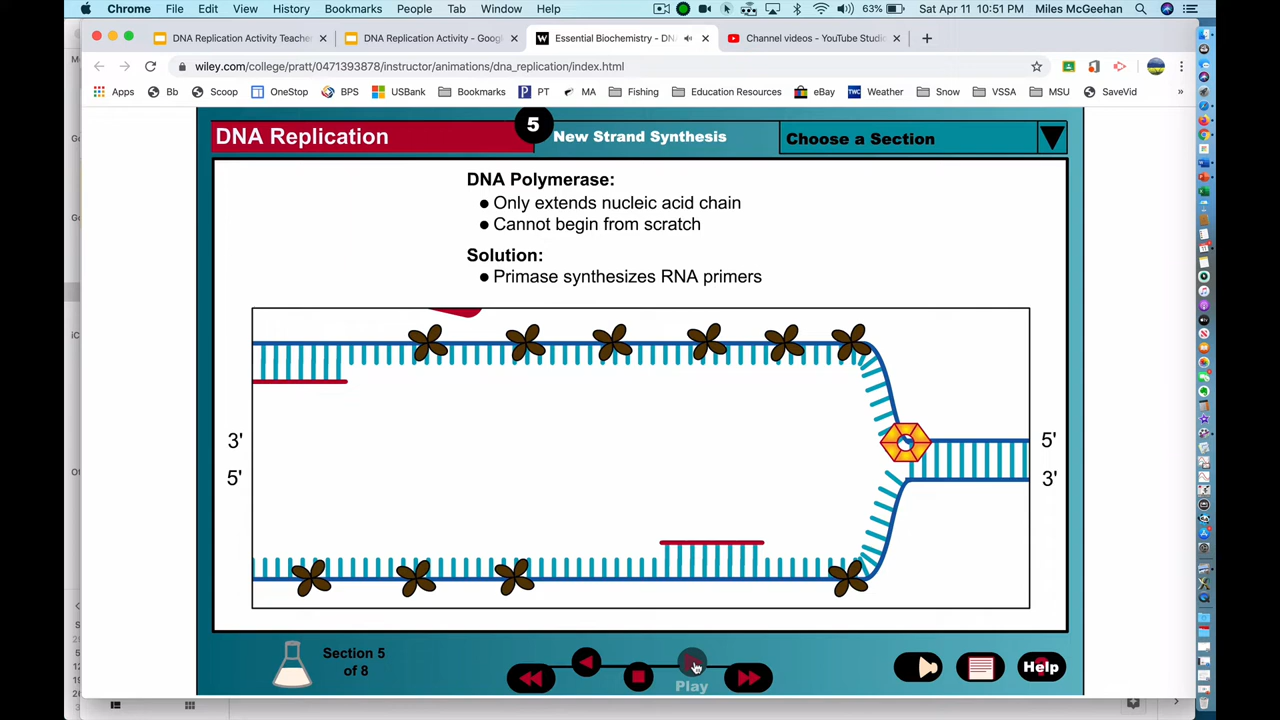 Chrome File Edit View History Bookmarks People Tab Window Help 63% Sat Apr 11 10:51 PM Miles McGeehan
DNA Replication Activity Teache
DNA Replication Activity - Googl
Essential Biochemistry - DN
Channel videos - YouTube Studi
wiley.com/college/pratt/0471393878/instructor/animations/dna_replication/index.html
Apps Bb Scoop OneStop BPS USBank Bookmarks PT MA Fishing Education Resources eBay Weather Snow VSSA MSU SaveVid »
DNA Replication 5 New Strand Synthesis Choose a Section
DNA Polymerase:
● Only extends nucleic acid chain
● Cannot begin from scratch
Solution:
● Primase synthesizes RNA primers
3' 5'
5' 3'
Section 5
of 8
Play
Help